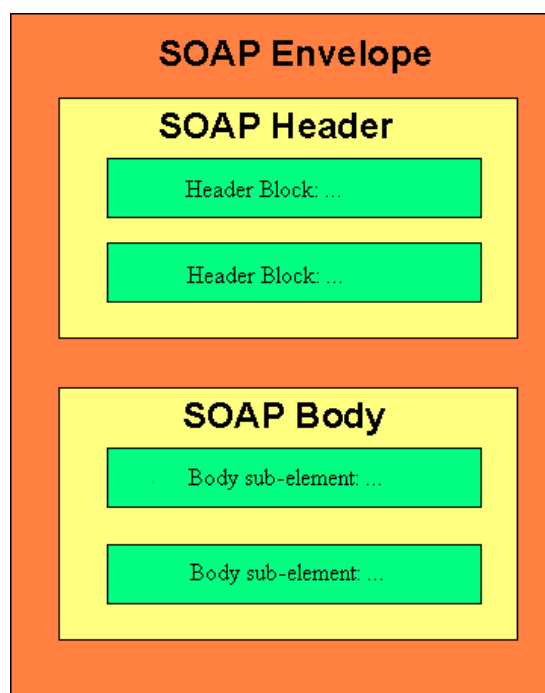 SOAP Envelope
SOAP Header
Header Block: ...
Header Block: ...
SOAP Body
Body sub-element: ...
Body sub-element: ...